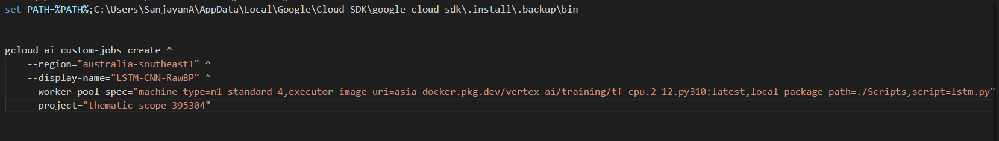 set PATH=%PATH%;C:\Users\SanjayanA\AppData\Local\Google\Cloud SDK\google-cloud-sdk\.install\.backup\bin
gcloud ai custom-jobs create ^
--region="australia-southeast1" ^
--display-name="LSTM-CNN-RawBP" ^
--worker-pool-spec="machine-type=n1-standard-4,executor-image-uri=asia-docker.pkg.dev/vertex-ai/training/tf-cpu.2-12.py310:latest,local-package-path=./Scripts,script=lstm.py"
--project="thematic-scope-395304"